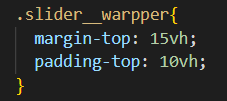 .slider__warpper{
margin-top: 15vh;
padding-top: 10vh;
}